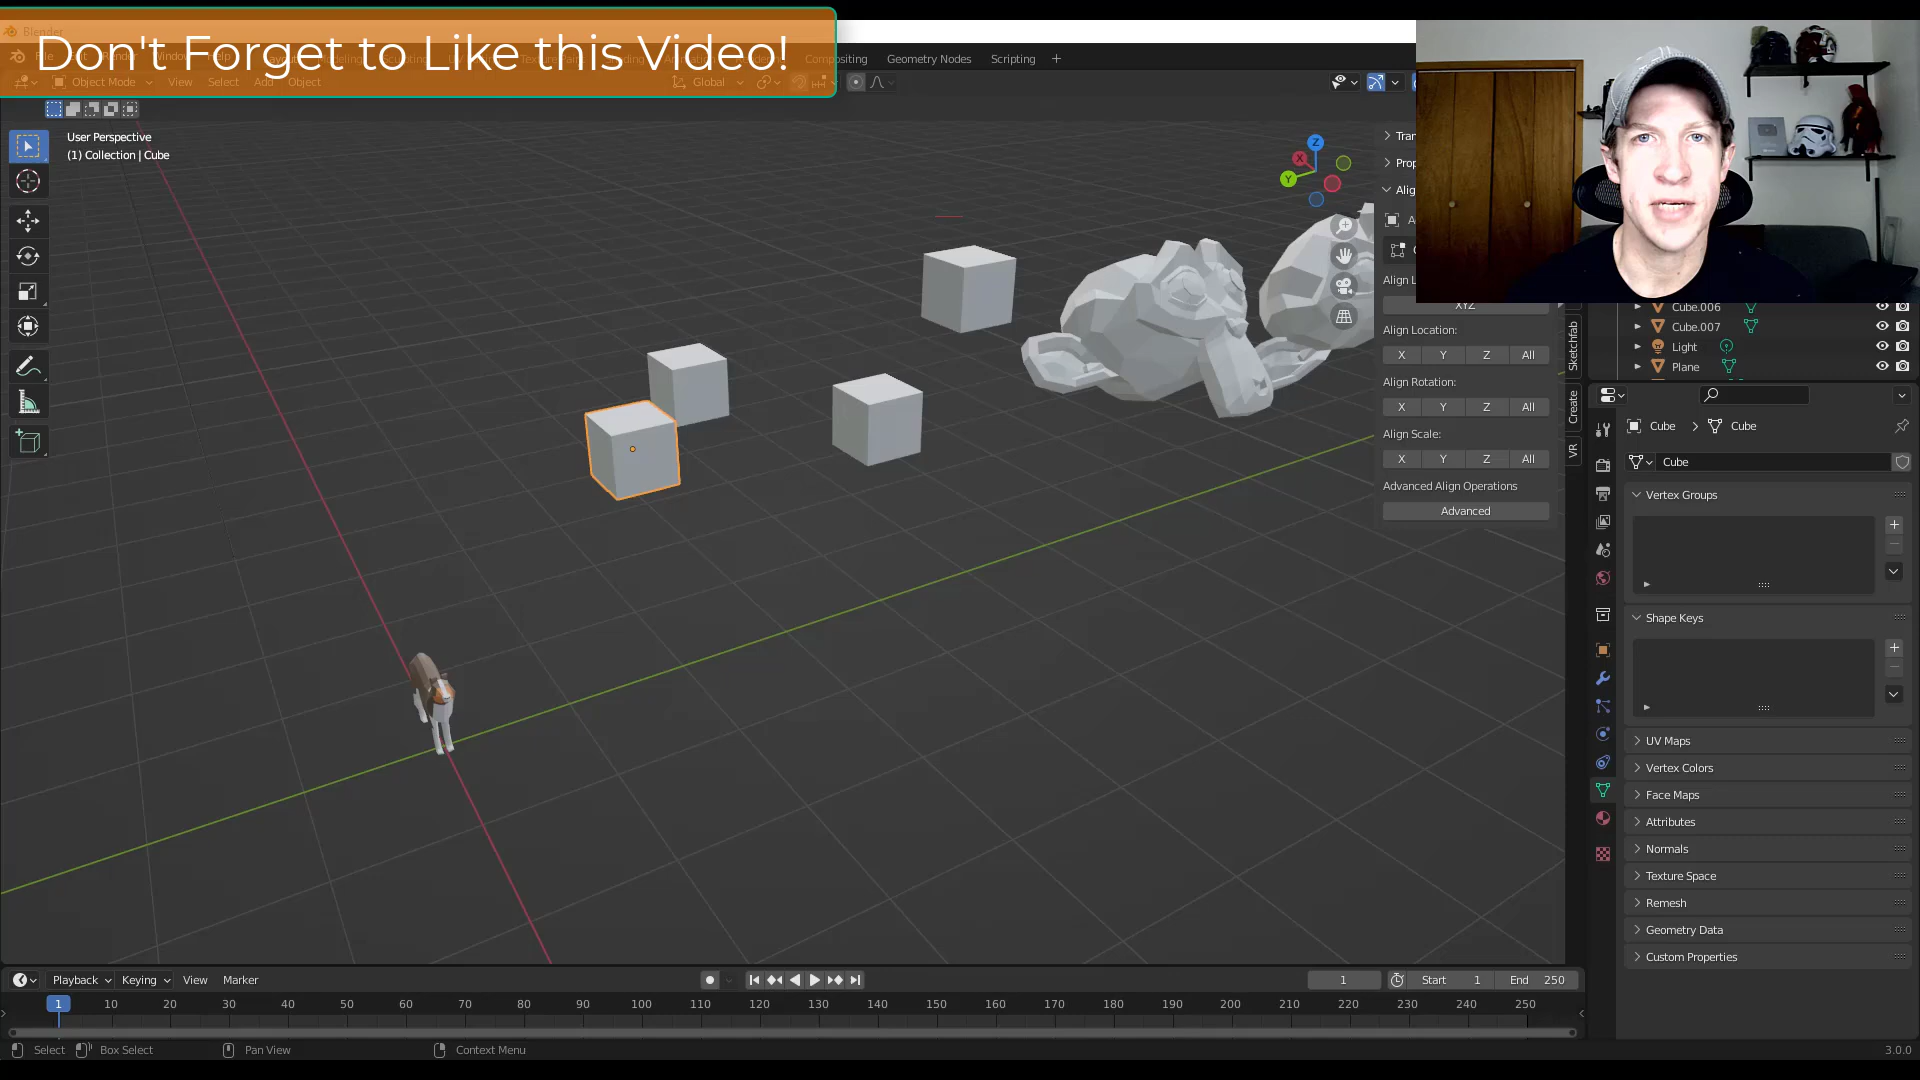 Don't Forget to Like this Video!
Compositing Geometry Nodes Scripting +
Object Mode View Select Add Object Global
User Perspective
(1) Collection | Cube
Z
X
Y
Align Location:
X Y Z All
Align Rotation:
X Y Z All
Align Scale:
X Y Z All
Advanced Align Operations
Advanced
XYZ
Sketchfab
Create
VR
Cube.006
Cube.007
Light
Plane
Cube > Cube
Cube
Vertex Groups
Shape Keys
UV Maps
Vertex Colors
Face Maps
Attributes
Normals
Texture Space
Remesh
Geometry Data
Custom Properties
Playback Keying View Marker
1 Start 1 End 250
1 10 20 30 40 50 60 70 80 90 100 110 120 130 140 150 160 170 180 190 200 210 220 230 240 250
Select Box Select Pan View Context Menu 3.0.0